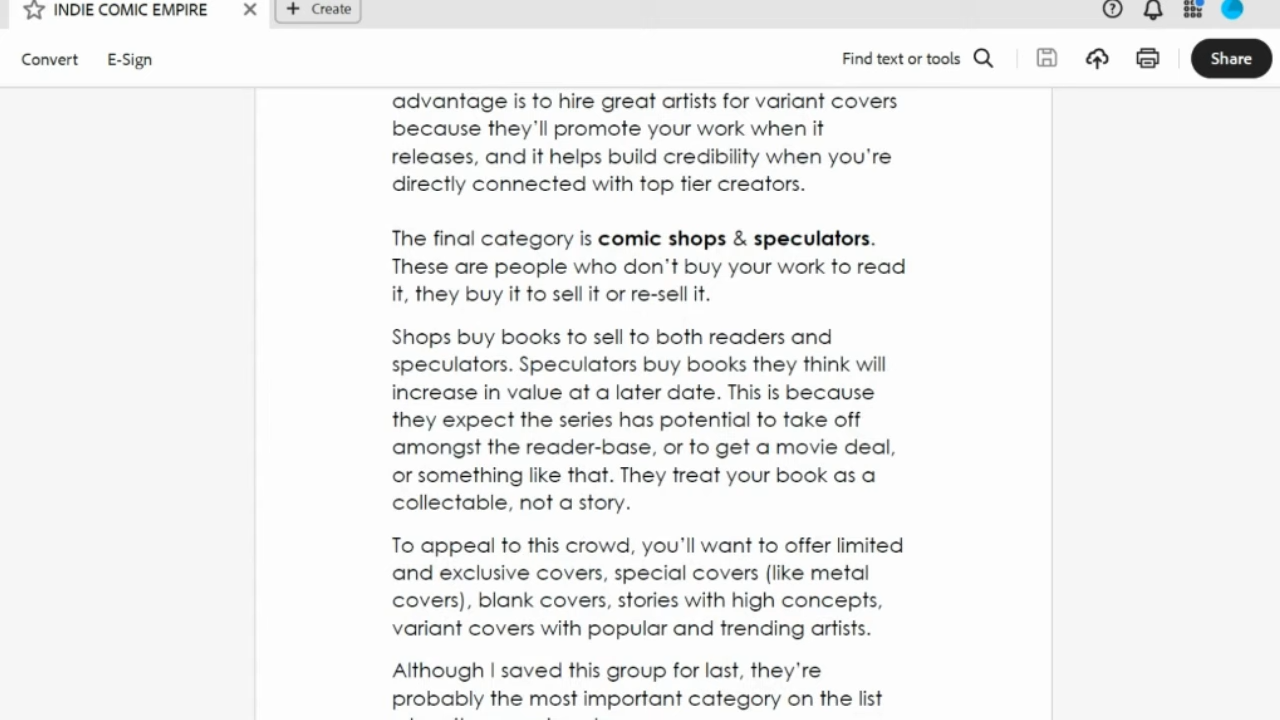 INDIE COMIC EMPIRE
Create
Convert
E-Sign
Find text or tools
Share
advantage is to hire great artists for variant covers
because they'll promote your work when it
releases, and it helps build credibility when you're
directly connected with top tier creators.
The final category is comic shops & speculators.
These are people who don't buy your work to read
it, they buy it to sell it or re-sell it.
Shops buy books to sell to both readers and
speculators. Speculators buy books they think will
increase in value at a later date. This is because
they expect the series has potential to take off
amongst the reader-base, or to get a movie deal,
or something like that. They treat your book as a
collectable, not a story.
To appeal to this crowd, you'll want to offer limited
and exclusive covers, special covers (like metal
covers), blank covers, stories with high concepts,
variant covers with popular and trending artists.
Although I saved this group for last, they're
probably the most important category on the list